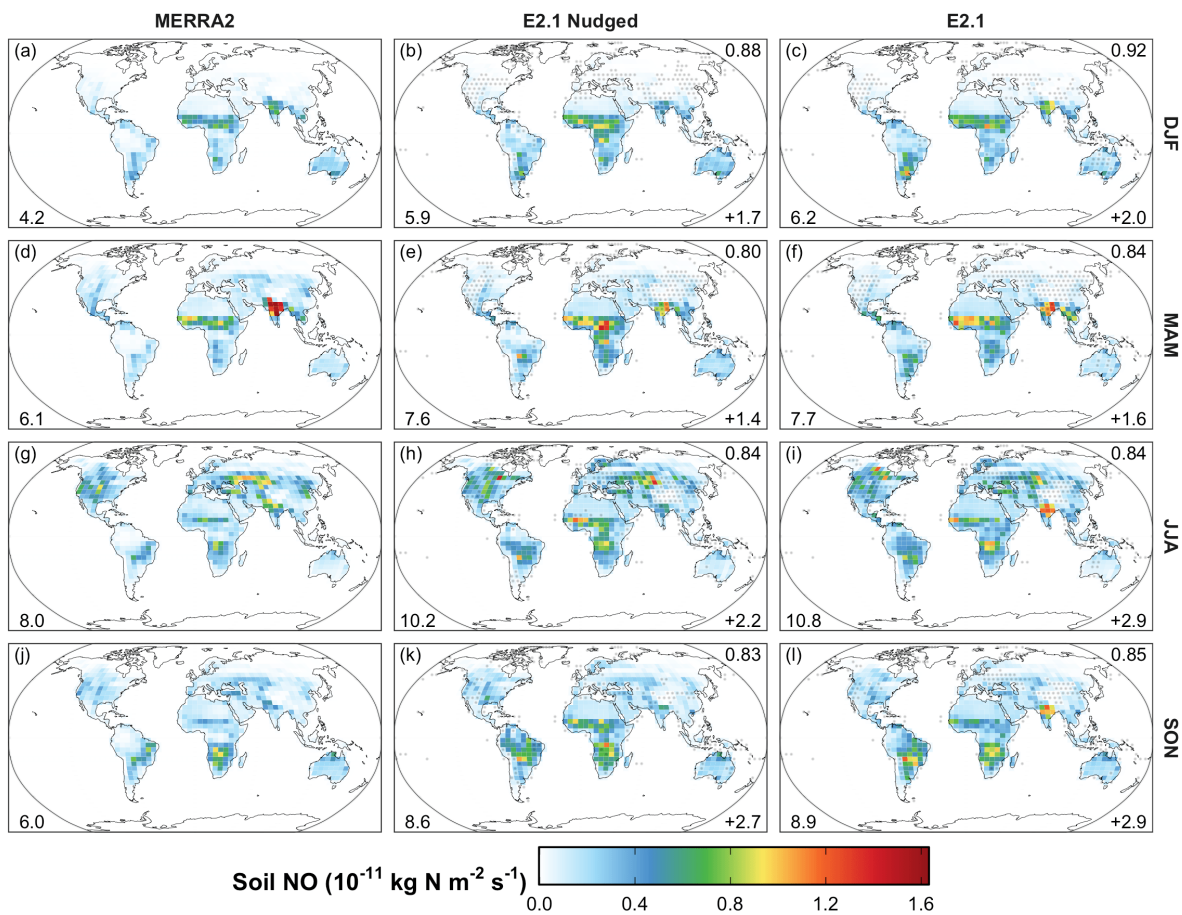 MERRA2 E2.1 Nudged E2.1
(a) (b) 0.88 (c) 0.92
DJF
4.2 5.9 +1.7 6.2 +2.0
(d) (e) 0.80 (f) 0.84
MAM
6.1 7.6 +1.4 7.7 +1.6
(g) (h) 0.84 (i) 0.84
JJA
8.0 10.2 +2.2 10.8 +2.9
(j) (k) 0.83 (l) 0.85
SON
6.0 8.6 +2.7 8.9 +2.9
Soil NO (10⁻¹¹ kg N m⁻² s⁻¹)
0.0 0.4 0.8 1.2 1.6